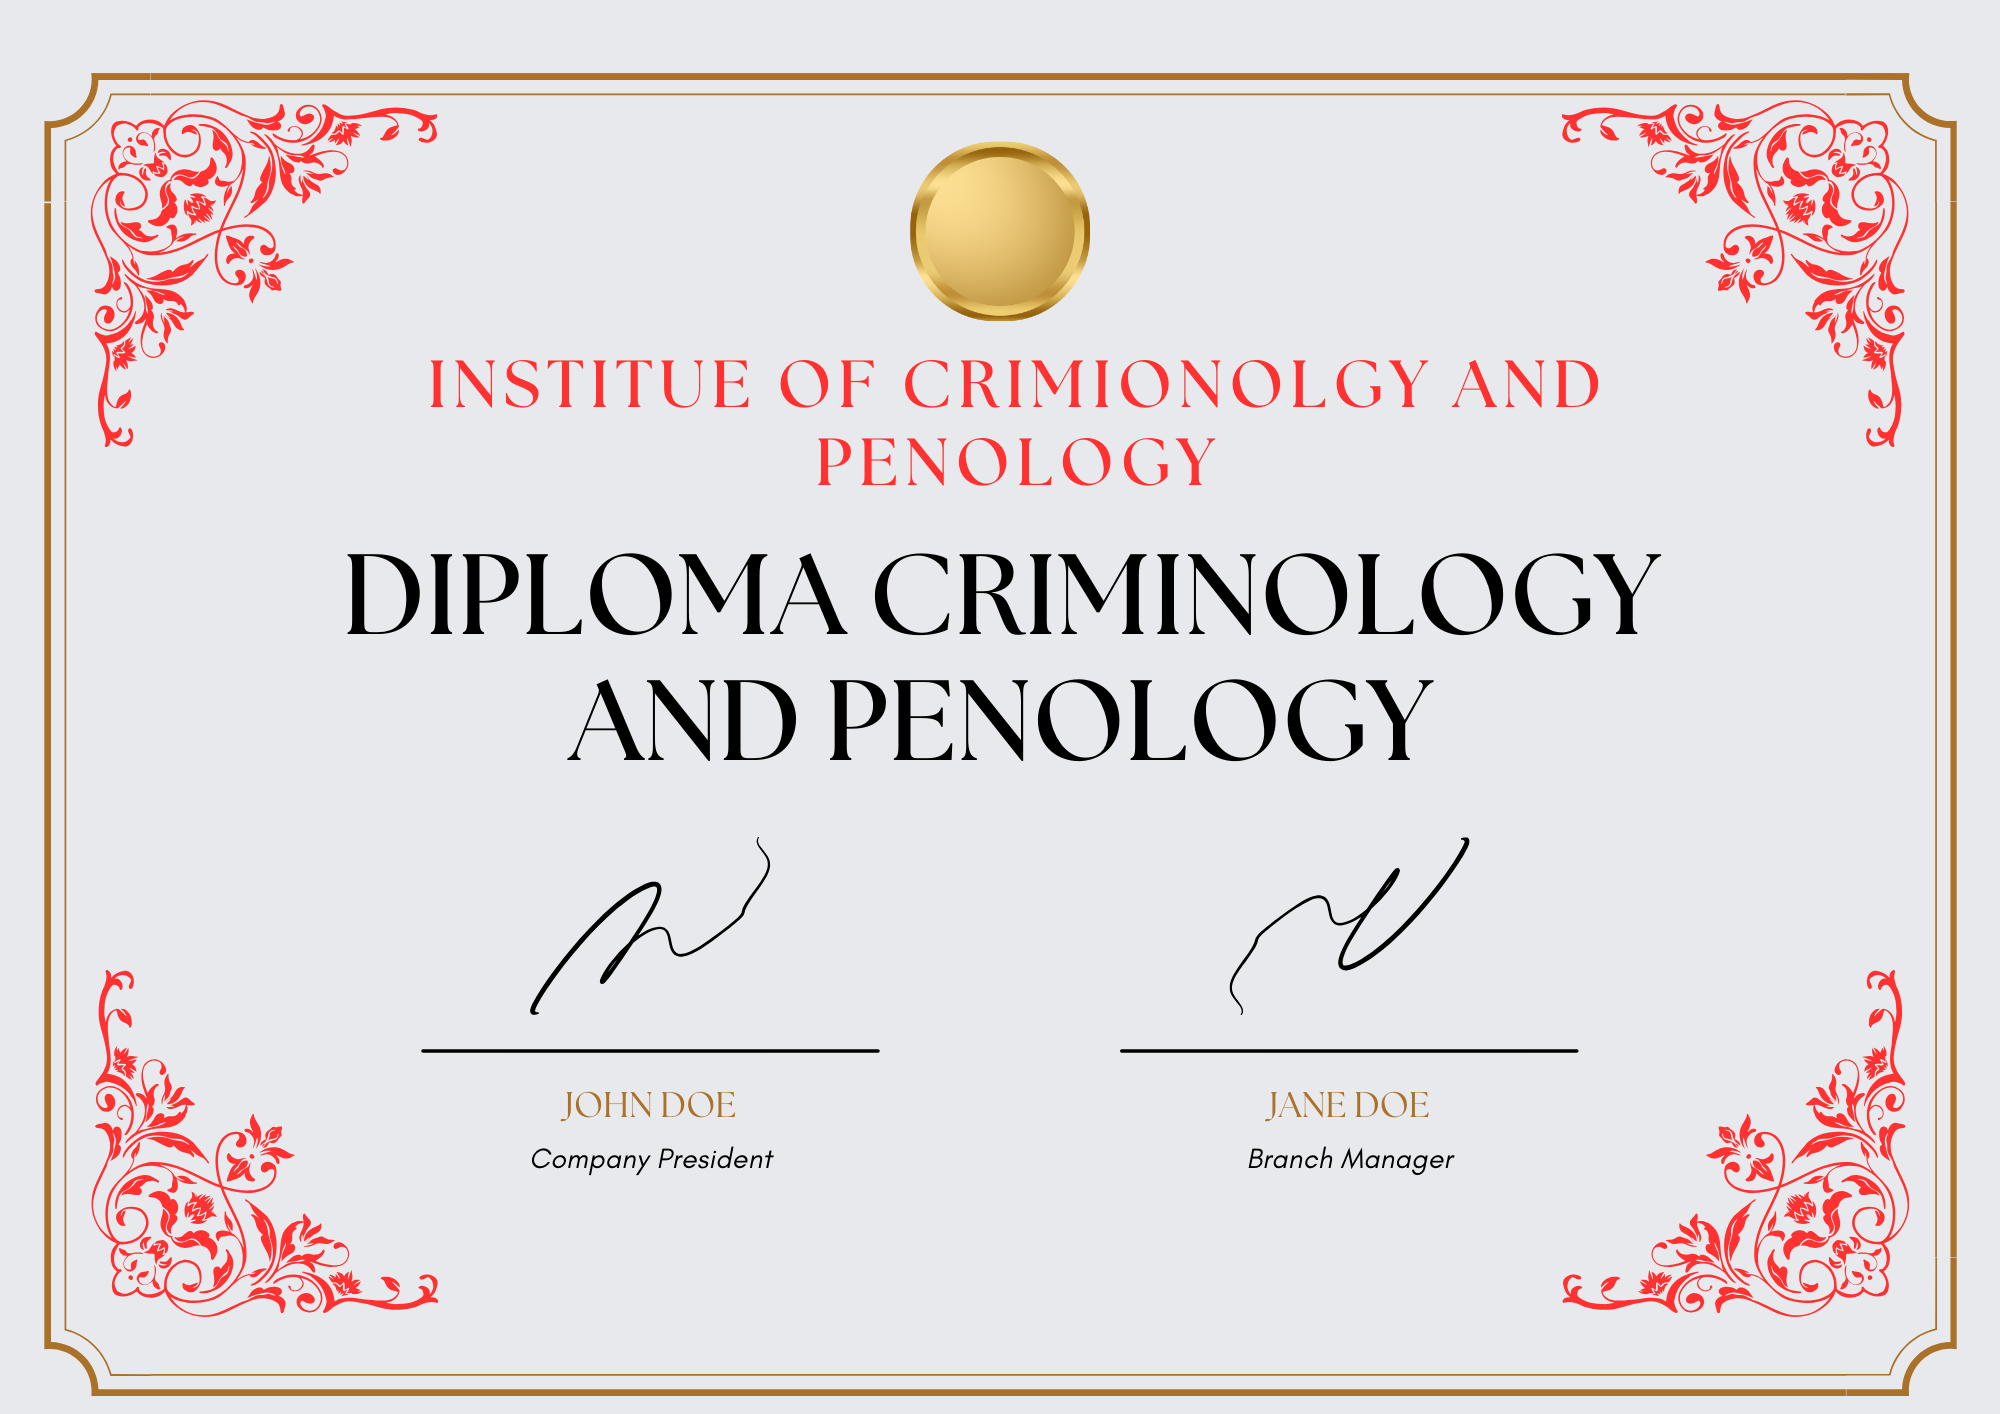 INSTITUE OF CRIMIONOLGY AND
PENOLOGY
DIPLOMA CRIMINOLOGY
AND PENOLOGY
JOHN DOE
Company President
JANE DOE
Branch Manager